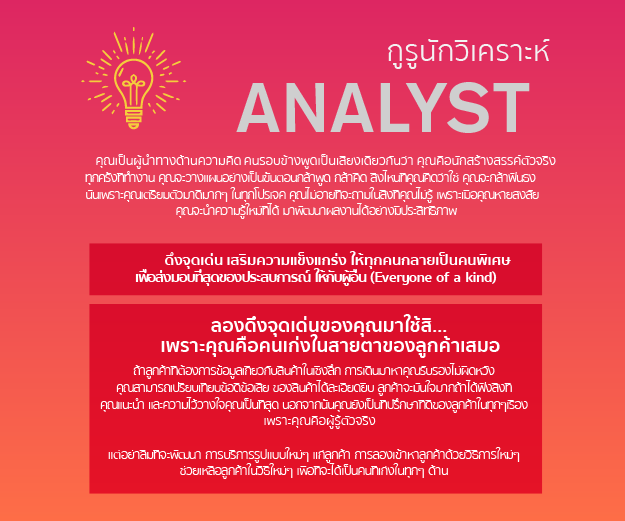 กูรูนักวิเคราะห์
ANALYST
คุณเป็นผู้นำทางด้านความคิด คนรอบข้างพูดเป็นเสียงเดียวกันว่า คุณคือนักสร้างสรรค์ตัวจริง
ทุกครั้งที่ทำงาน คุณจะวางแผนอย่างเป็นขั้นตอนกล้าพูด กล้าคิด สิ่งไหนที่คุณคิดว่าใช่ คุณจะกล้าฟันธง
นั่นเพราะคุณเตรียมตัวมาดีมากๆ ในทุกโปรเจค คุณไม่อายที่จะถามในสิ่งที่คุณไม่รู้ เพราะเมื่อคุณหายสงสัย
คุณจะนำความรู้ใหม่ที่ได้ มาพัฒนาผลงานได้อย่างมีประสิทธิภาพ
ดึงจุดเด่น เสริมความแข็งแกร่ง ให้ทุกคนกลายเป็นคนพิเศษ
เพื่อส่งมอบที่สุดของประสบการณ์ ให้กับผู้อื่น (Everyone of a kind)
ลองดึงจุดเด่นของคุณมาใช้สิ...
เพราะคุณคือคนเก่งในสายตาของลูกค้าเสมอ
ถ้าลูกค้าที่ต้องการข้อมูลเกี่ยวกับสินค้าในเชิงลึก การเดินมาหาคุณรับรองไม่ผิดหวัง
คุณสามารถเปรียบเทียบข้อดีข้อเสีย ของสินค้าได้ละเอียดยิบ ลูกค้าจะมั่นใจมากถ้าได้ฟังสิ่งที่
คุณแนะนำ และความไว้วางใจคุณเป็นที่สุด นอกจากนั้นคุณยังเป็นที่ปรึกษาที่ดีของลูกค้าในทุกๆเรื่อง
เพราะคุณคือผู้รู้ตัวจริง
แต่อย่าลืมที่จะพัฒนา การบริการรูปแบบใหม่ๆ แก่ลูกค้า การลองเข้าหาลูกค้าด้วยวิธีการใหม่ๆ
ช่วยเหลือลูกค้าในวิธีใหม่ๆ เพื่อที่จะได้เป็นคนที่เก่งในทุกๆ ด้าน